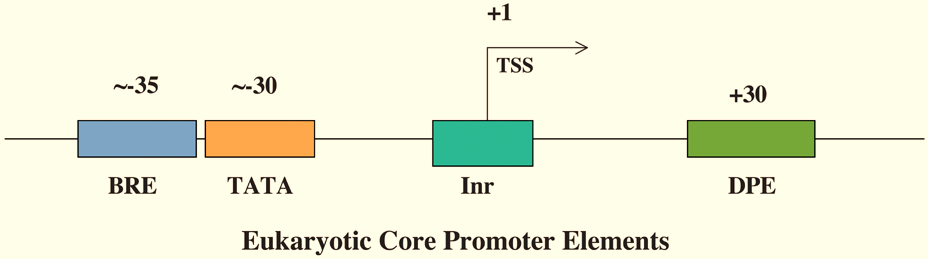 +1
TSS
~-35 ~-30 +30
BRE TATA Inr DPE
Eukaryotic Core Promoter Elements